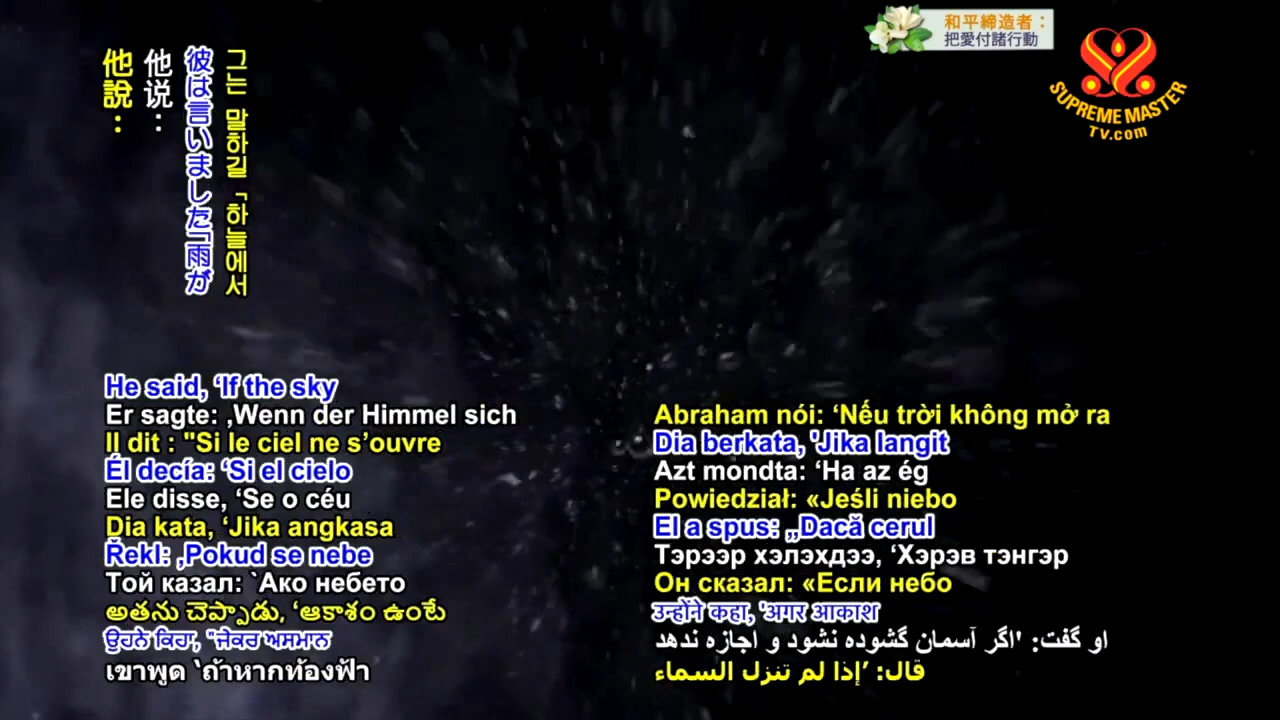 和平締造者：
把愛付諸行動
SUPREME MASTER
TV.com
그는 말하길「하늘에서
彼は言いました「雨が
他说：
他說：
He said, ‘If the sky
Er sagte: ‚Wenn der Himmel sich
Il dit : "Si le ciel ne s’ouvre
Él decía: ‘Si el cielo
Ele disse, ‘Se o céu
Dia kata, ‘Jika angkasa
Řekl: ‚Pokud se nebe
Той казал: `Ако небето
అతను చెప్పాడు, ‘ఆకాశం ఉంటే
ਉਹਨੇ ਕਿਹਾ, "ਜੇਕਰ ਅਸਮਾਨ
เขาพูด ‘ถ้าหากท้องฟ้า
Abraham nói: ‘Nếu trời không mở ra
Dia berkata, 'Jika langit
Azt mondta: ‘Ha az ég
Powiedział: «Jeśli niebo
El a spus: „Dacă cerul
Тэрээр хэлэхдээ, ‘Хэрэв тэнгэр
Он сказал: «Если небо
उन्होंने कहा, 'अगर आकाश
او گفت: 'اگر آسمان گشوده نشود و اجازه ندهد
قال: ’إذا لم تنزل السماء